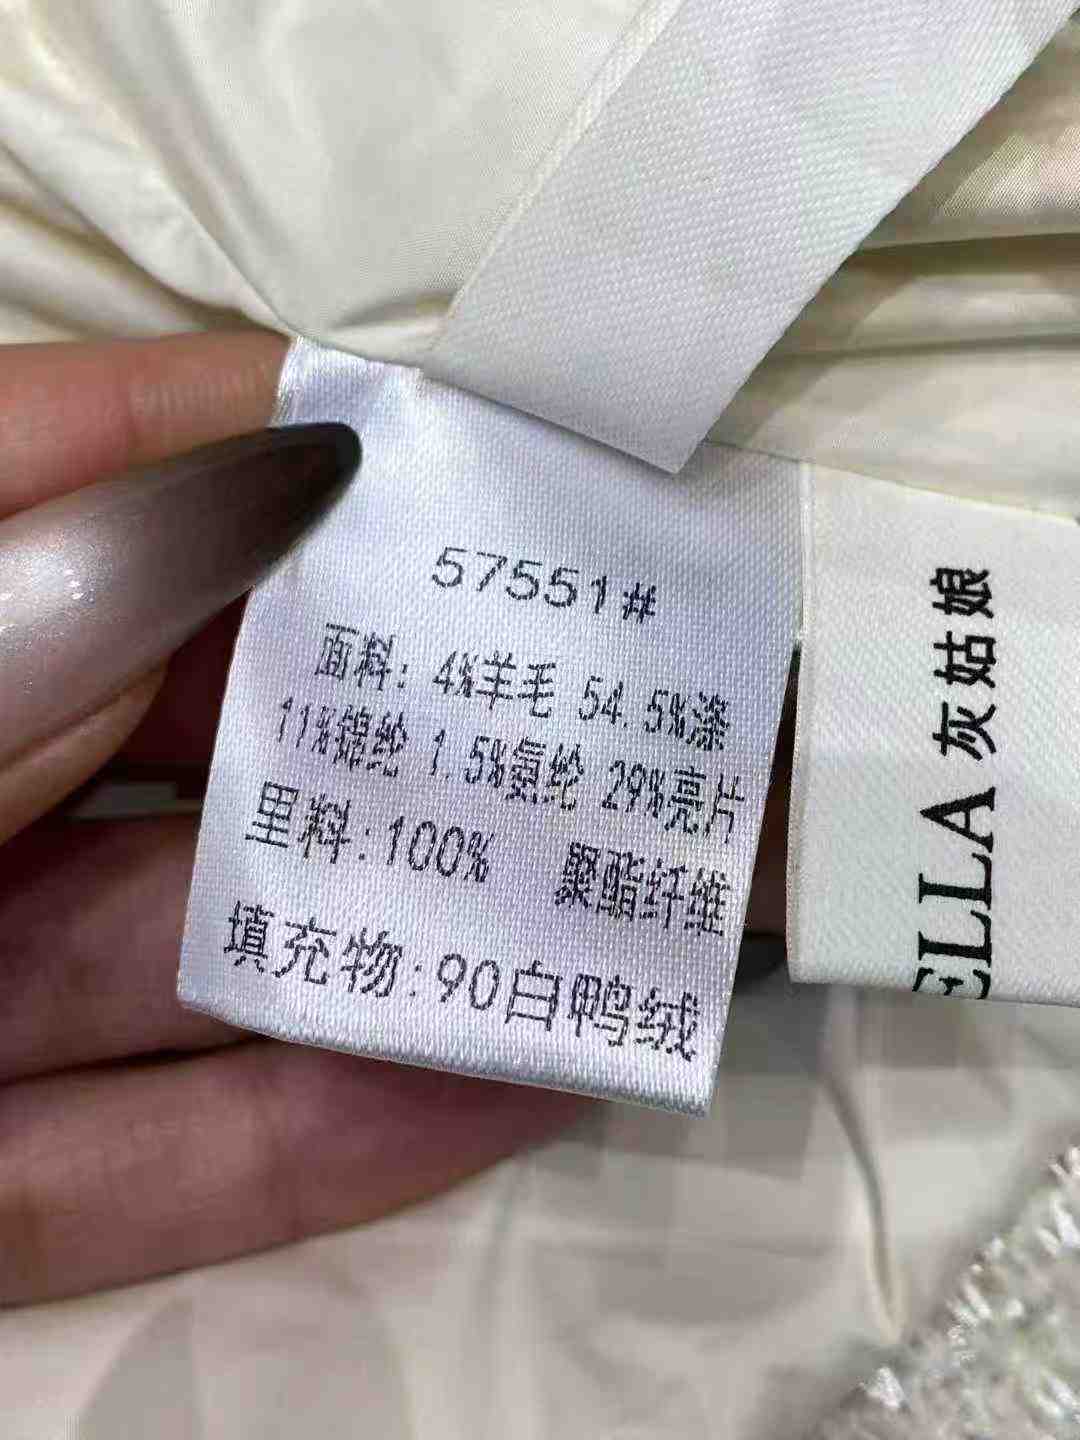 57551#
面料: 4%羊毛 54.5%涤
11%锦纶 1.5%氨纶 29%亮片
里料:100% 聚酯纤维
填充物:90白鸭绒
ELLA 灰姑娘